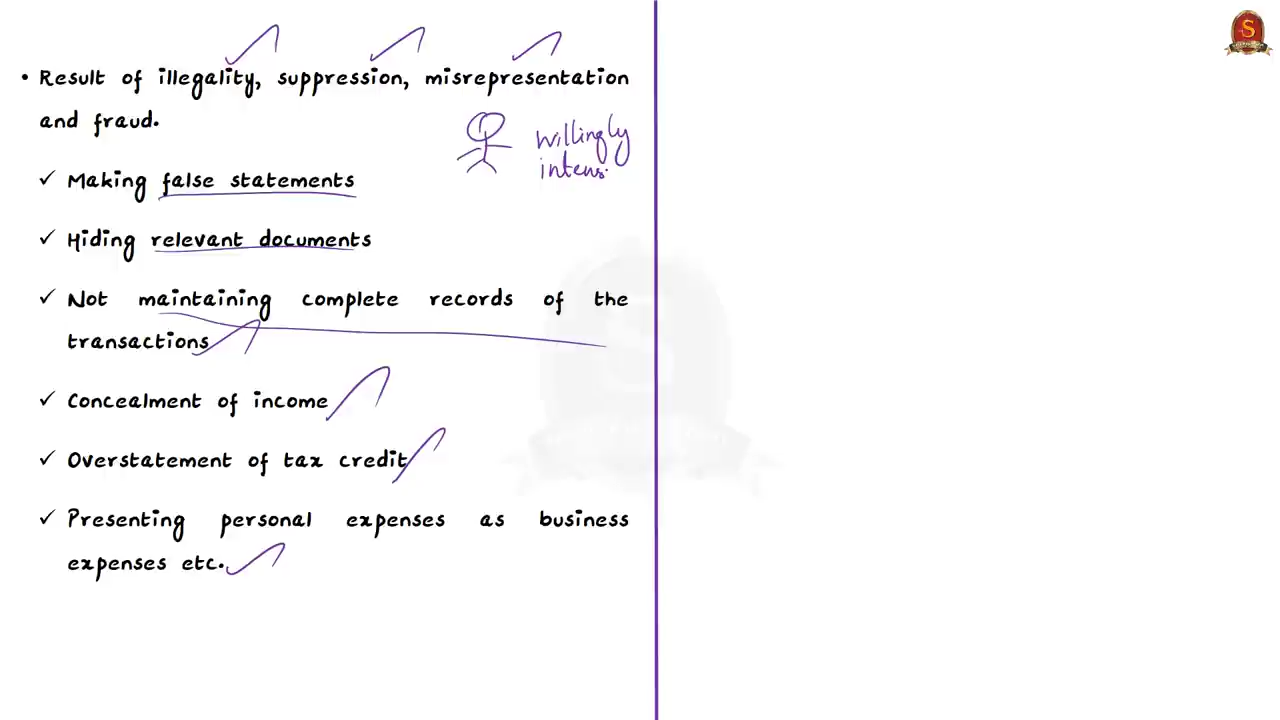 • Result of illegality, suppression, misrepresentation
and fraud.
willingly
intens.
✓ Making false statements
✓ Hiding relevant documents
✓ Not maintaining complete records of the
transactions
✓ Concealment of income
✓ Overstatement of tax credit
✓ Presenting personal expenses as business
expenses etc.
S